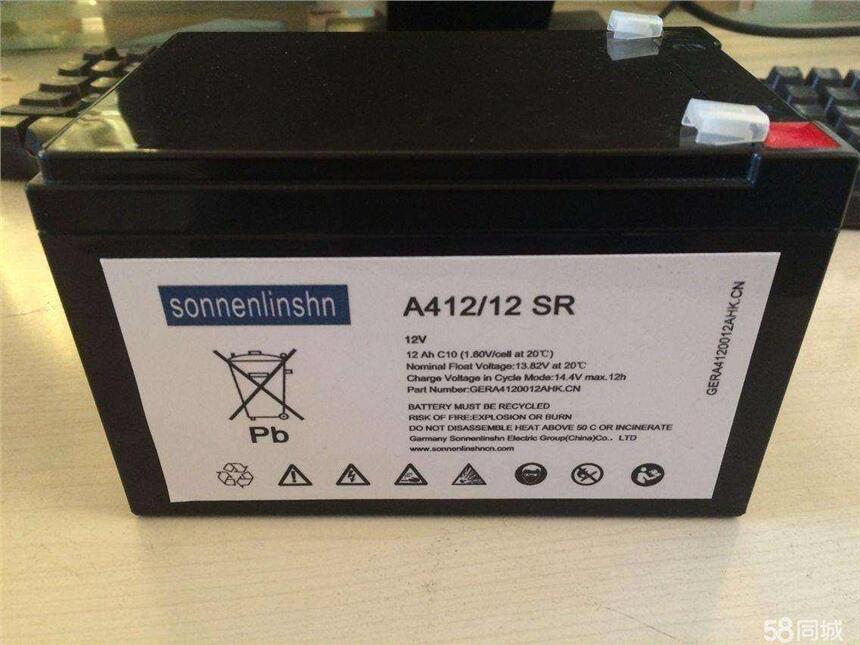 sonnenlinshn
A412/12 SR
12V
12 Ah C10 (1.80V/cell at 20℃)
Nominal Float Voltage:13.82V at 20℃
Charge Voltage in Cycle Mode:14.4V max.12h
Part Number:GERA4120012AHK.CN
BATTERY MUST BE RECYCLED
RISK OF FIRE:EXPLOSION OR BURN
DO NOT DISASSEMBLE HEAT ABOVE 50 C OR INCINERATE
Garmany Sonnenlinshn Electric Group(China)Co.. LTD
www.sonnenlinshncn.com
Pb
GERA4120012AHK.CN
58同城